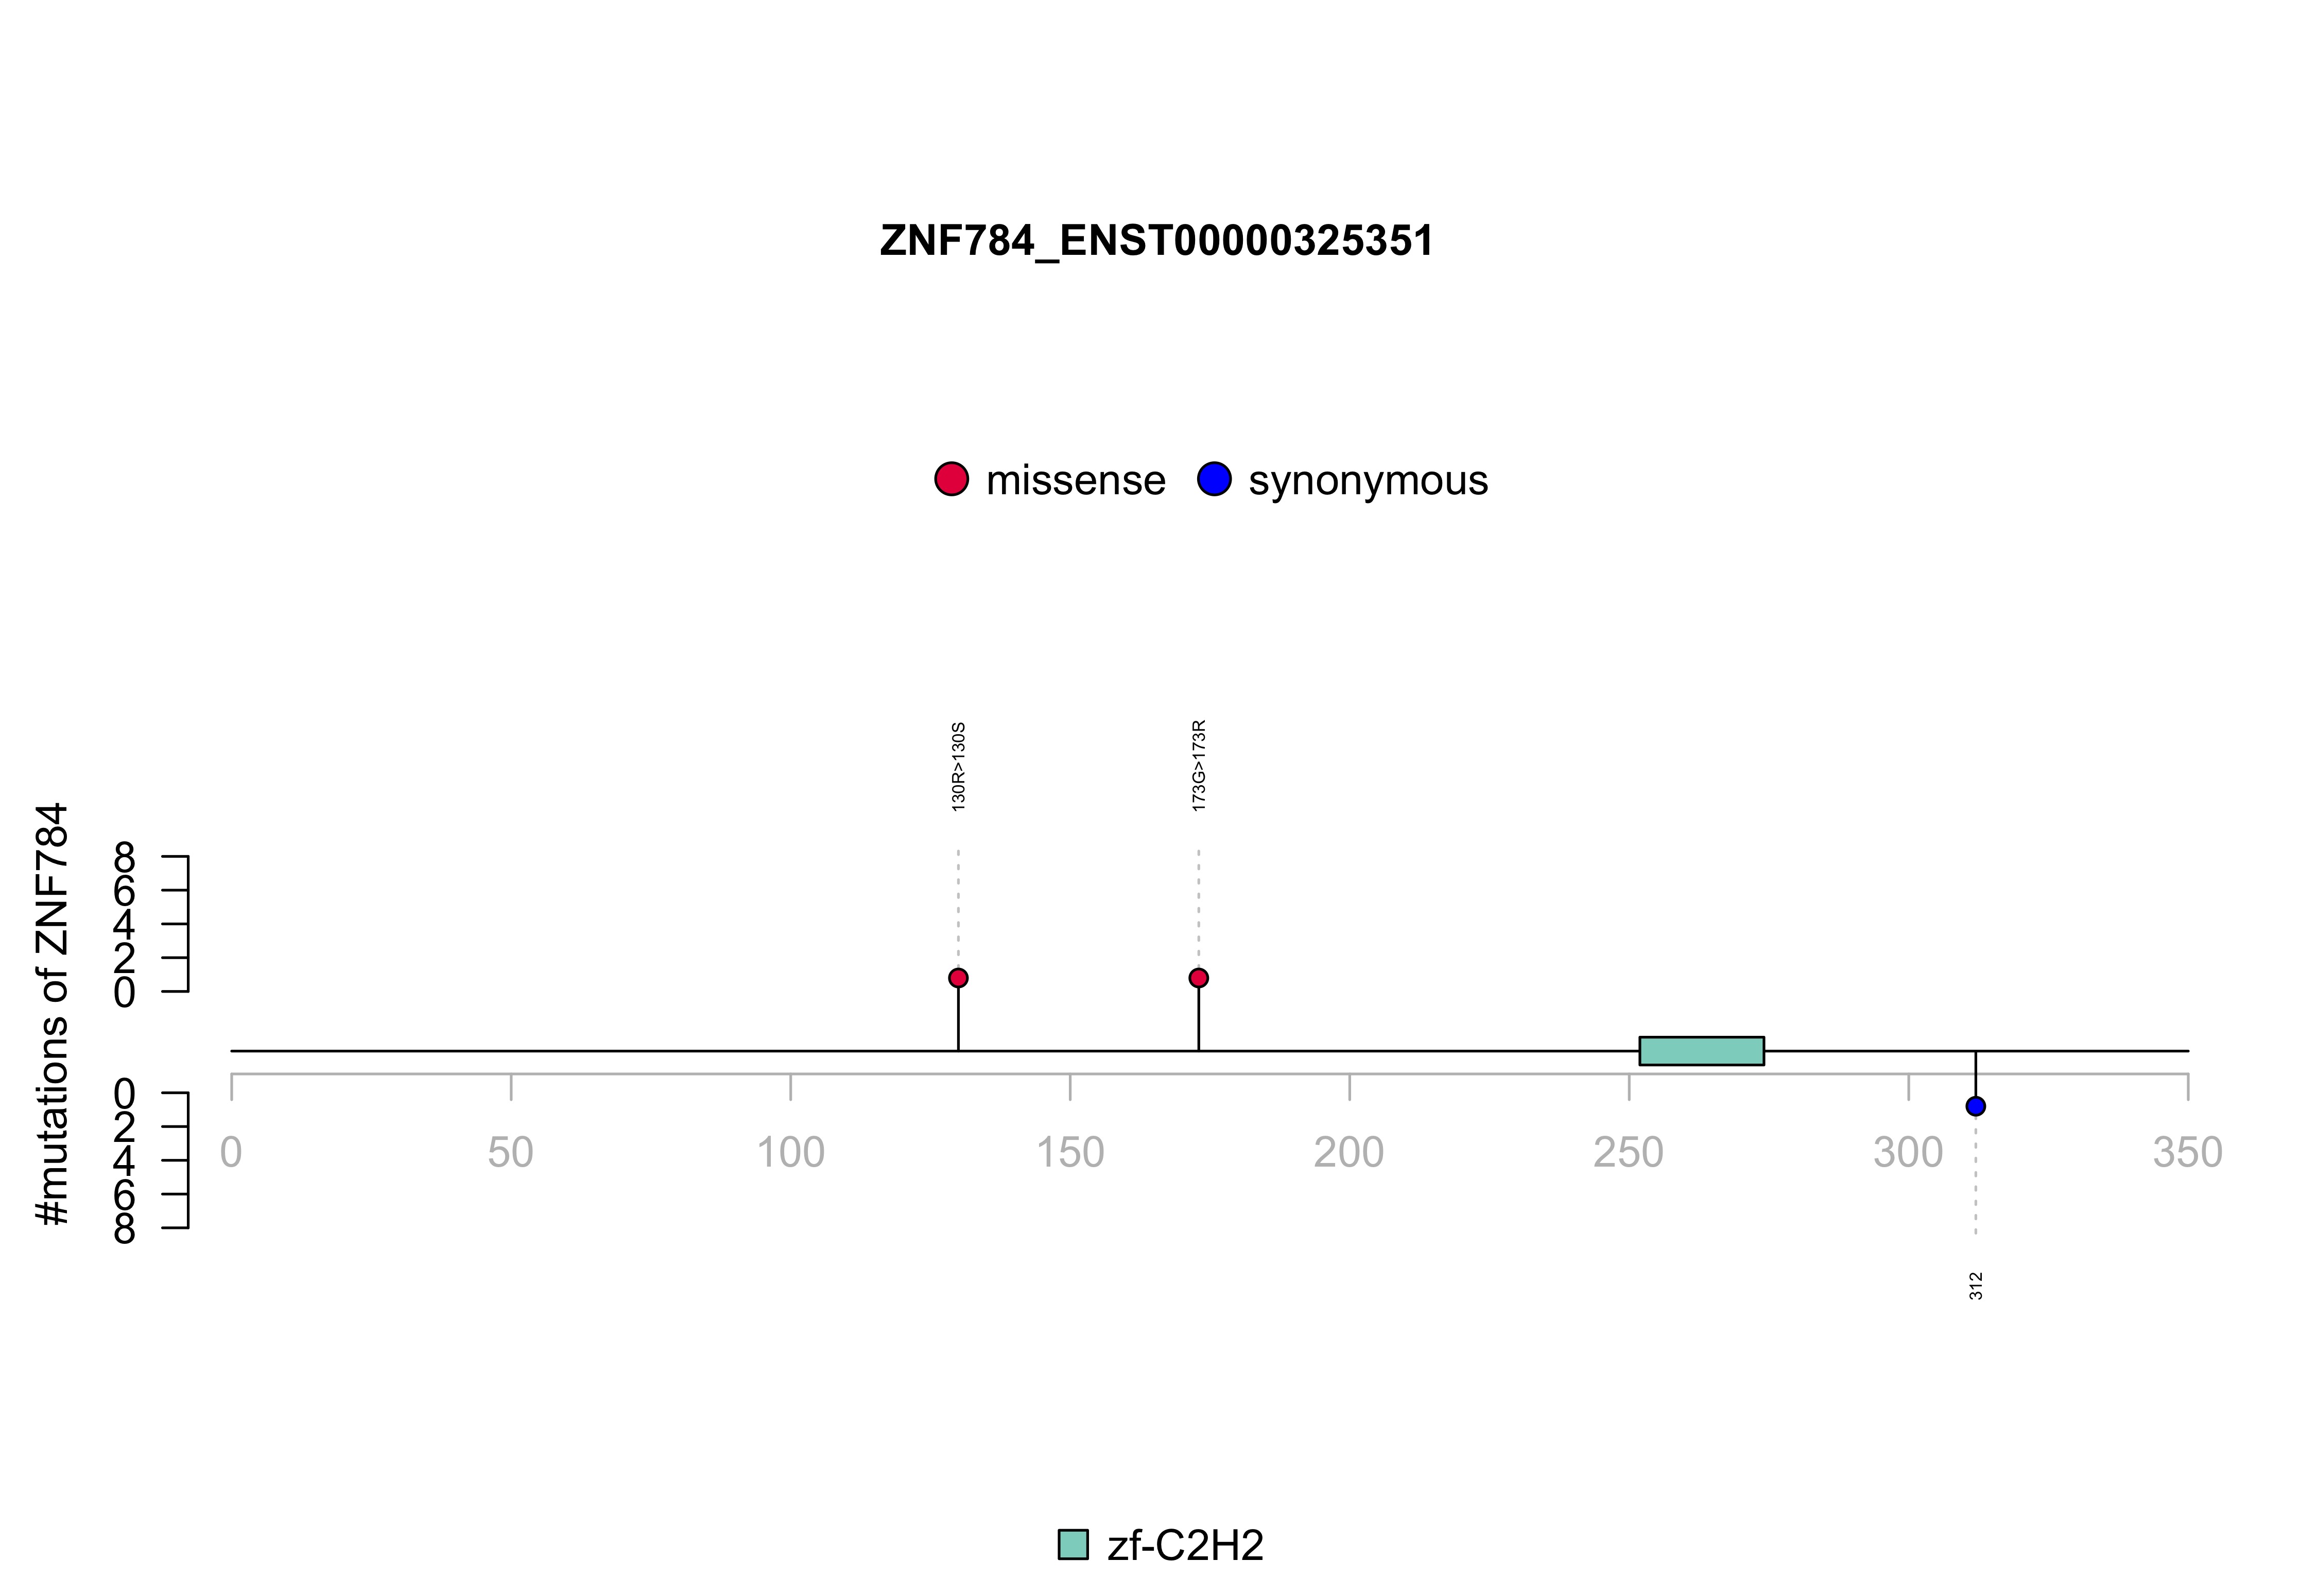 ZNF784_ENST00000325351
missense synonymous
130R>130S
173G>173R
#mutations of ZNF784
8
6
4
2
0
0
2
4
6
8
0 50 100 150 200 250 300 350
312
zf-C2H2